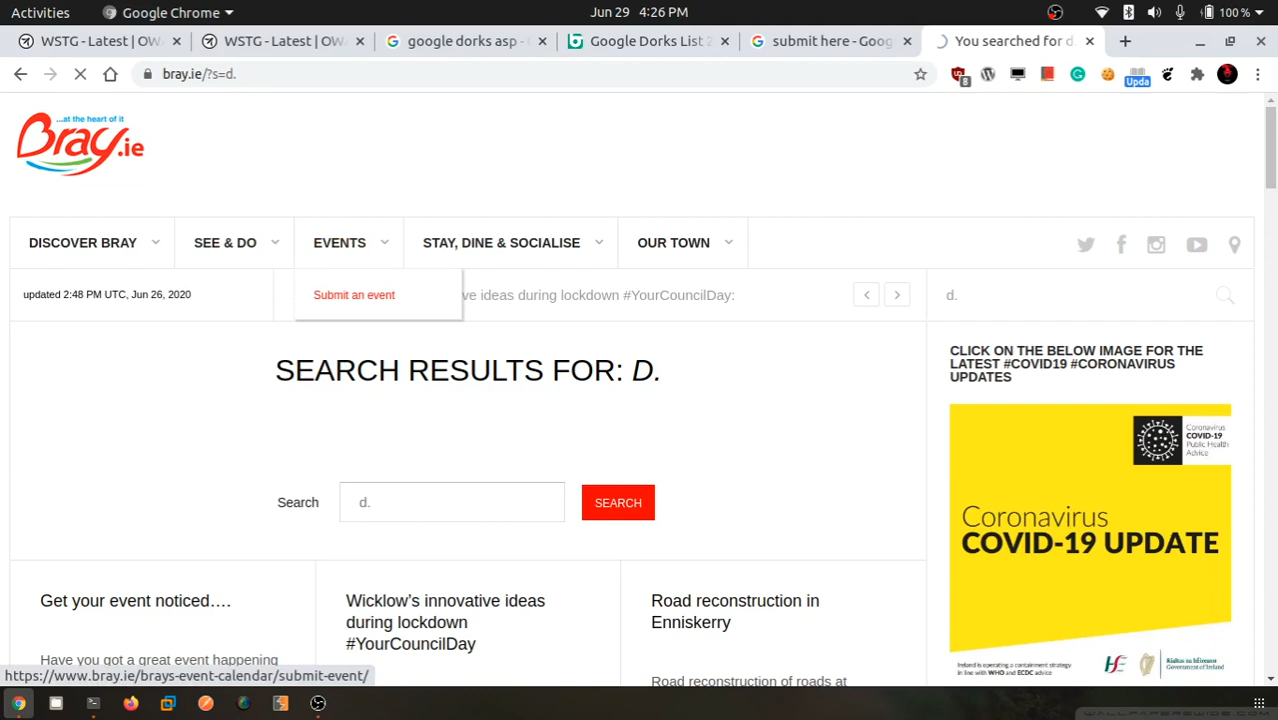 Activities Google Chrome Jun 29 4:26 PM 100 %
WSTG - Latest | OW WSTG - Latest | OW google dorks asp - G Google Dorks List 2 submit here - Goog You searched for d.
bray.ie/?s=d. 8 Upda
...at the heart of it
Bray.ie
DISCOVER BRAY SEE & DO EVENTS STAY, DINE & SOCIALISE OUR TOWN
updated 2:48 PM UTC, Jun 26, 2020 Submit an event ve ideas during lockdown #YourCouncilDay: d.
SEARCH RESULTS FOR: D.
CLICK ON THE BELOW IMAGE FOR THE
LATEST #COVID19 #CORONAVIRUS
UPDATES
Coronavirus
COVID-19
Public Health
Advice
Search d. SEARCH
Coronavirus
COVID-19 UPDATE
Get your event noticed…. Wicklow's innovative ideas Road reconstruction in
during lockdown Enniskerry
#YourCouncilDay
Have you got a great event happening
Road reconstruction of roads at
Ireland is operating a containment strategy
in line with WHO and ECDC advice
Rialtas na hÉireann
Government of Ireland
https://www.bray.ie/brays-event-calendar/submit-event/